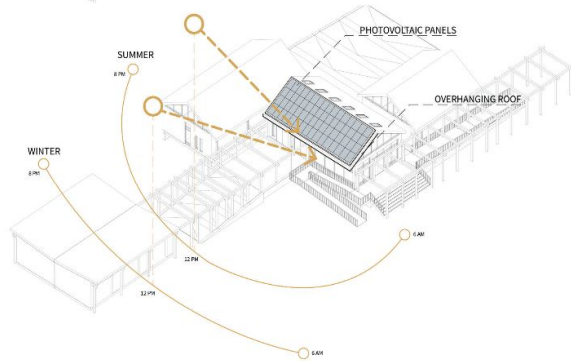 PHOTOVOLTAIC PANELS
SUMMER
8 PM
OVERHANGING ROOF
WINTER
8 PM
6 AM
12 PM
12 PM
6 AM